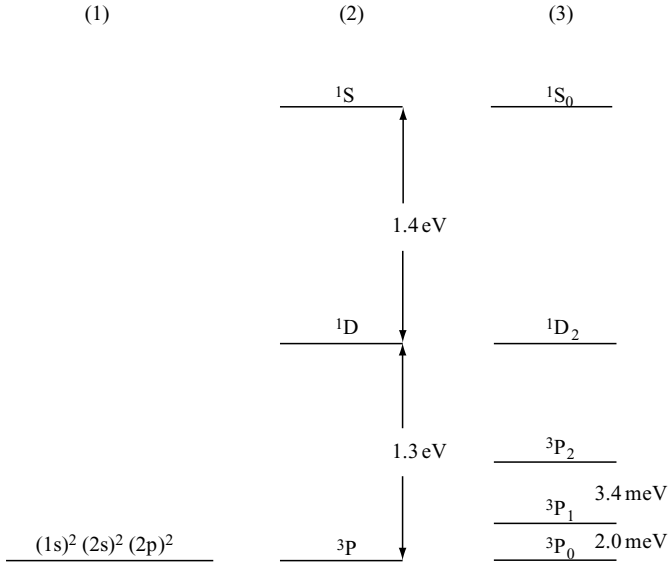 (1) (2) (3)
¹S ¹S₀
1.4 eV
¹D ¹D₂
1.3 eV
³P₂
3.4 meV
³P₁
(1s)² (2s)² (2p)² ³P ³P₀ 2.0 meV